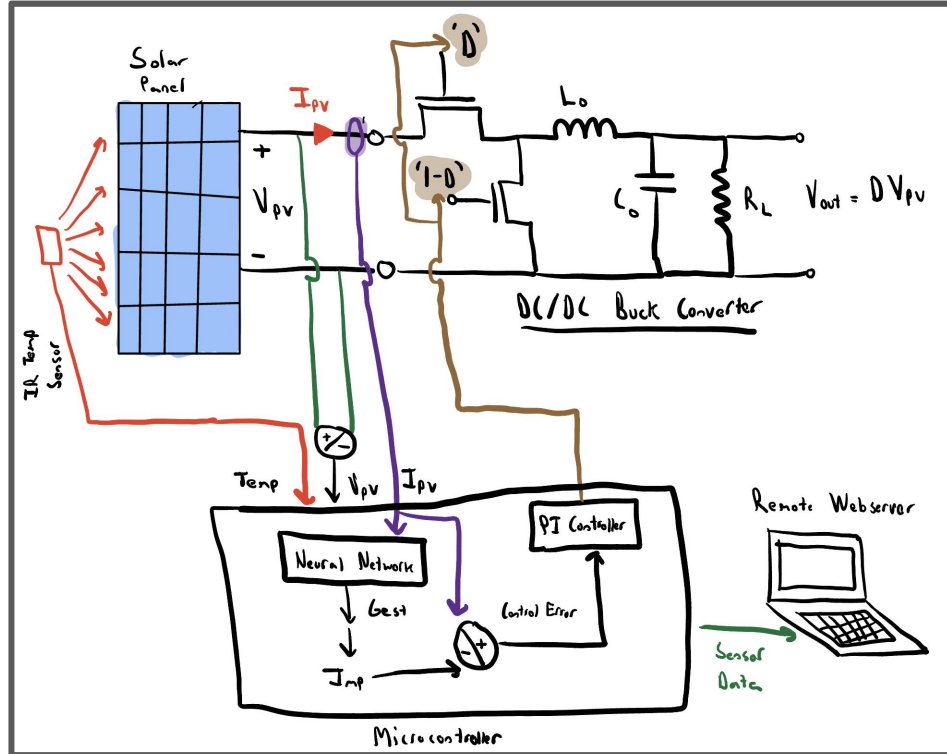 Solar
Panel
IPV
'D'
Lo
+
VPV
-
'1-D'
Co
RL
Vout = D VPV
DC/DC Buck Converter
IR Temp
Sensor
+
-
Temp
VPV
IPV
PI Controller
Neural Network
Gest
Control Error
-
+
Imp
Microcontroller
Remote Webserver
Sensor
Data